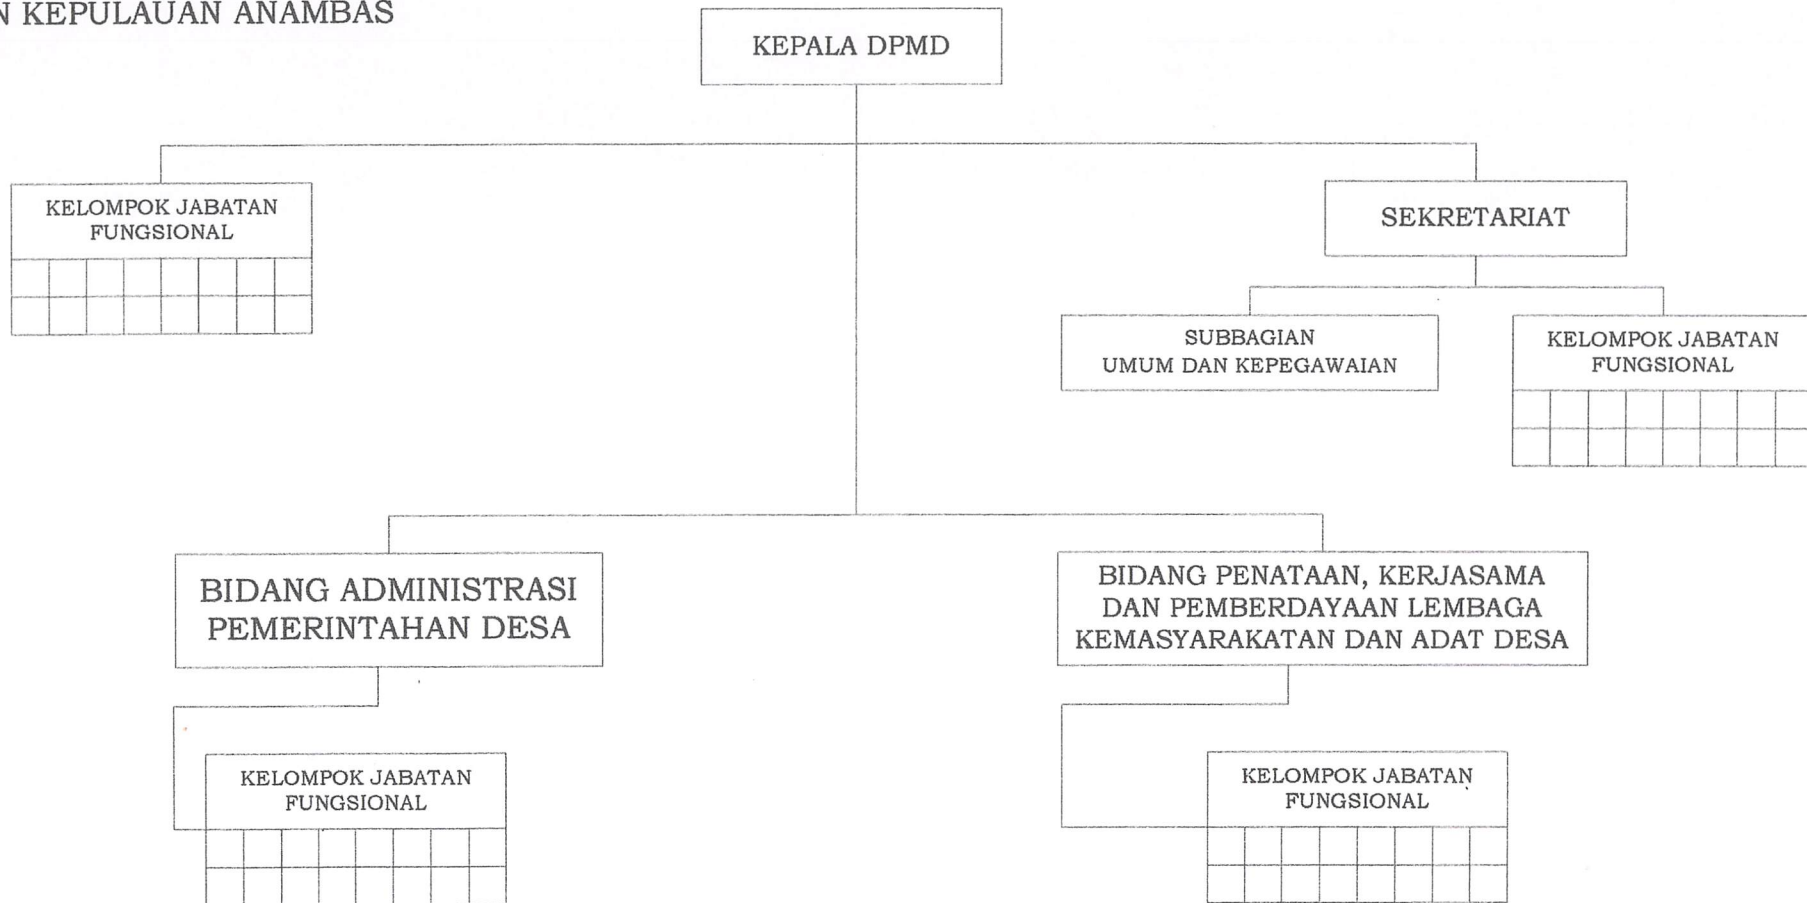 KEPULAUAN ANAMBAS
KEPALA DPMD
KELOMPOK JABATAN
FUNGSIONAL
SEKRETARIAT
SUBBAGIAN
UMUM DAN KEPEGAWAIAN
KELOMPOK JABATAN
FUNGSIONAL
BIDANG ADMINISTRASI
PEMERINTAHAN DESA
BIDANG PENATAAN, KERJASAMA
DAN PEMBERDAYAAN LEMBAGA
KEMASYARAKATAN DAN ADAT DESA
KELOMPOK JABATAN
FUNGSIONAL
KELOMPOK JABATAN
FUNGSIONAL